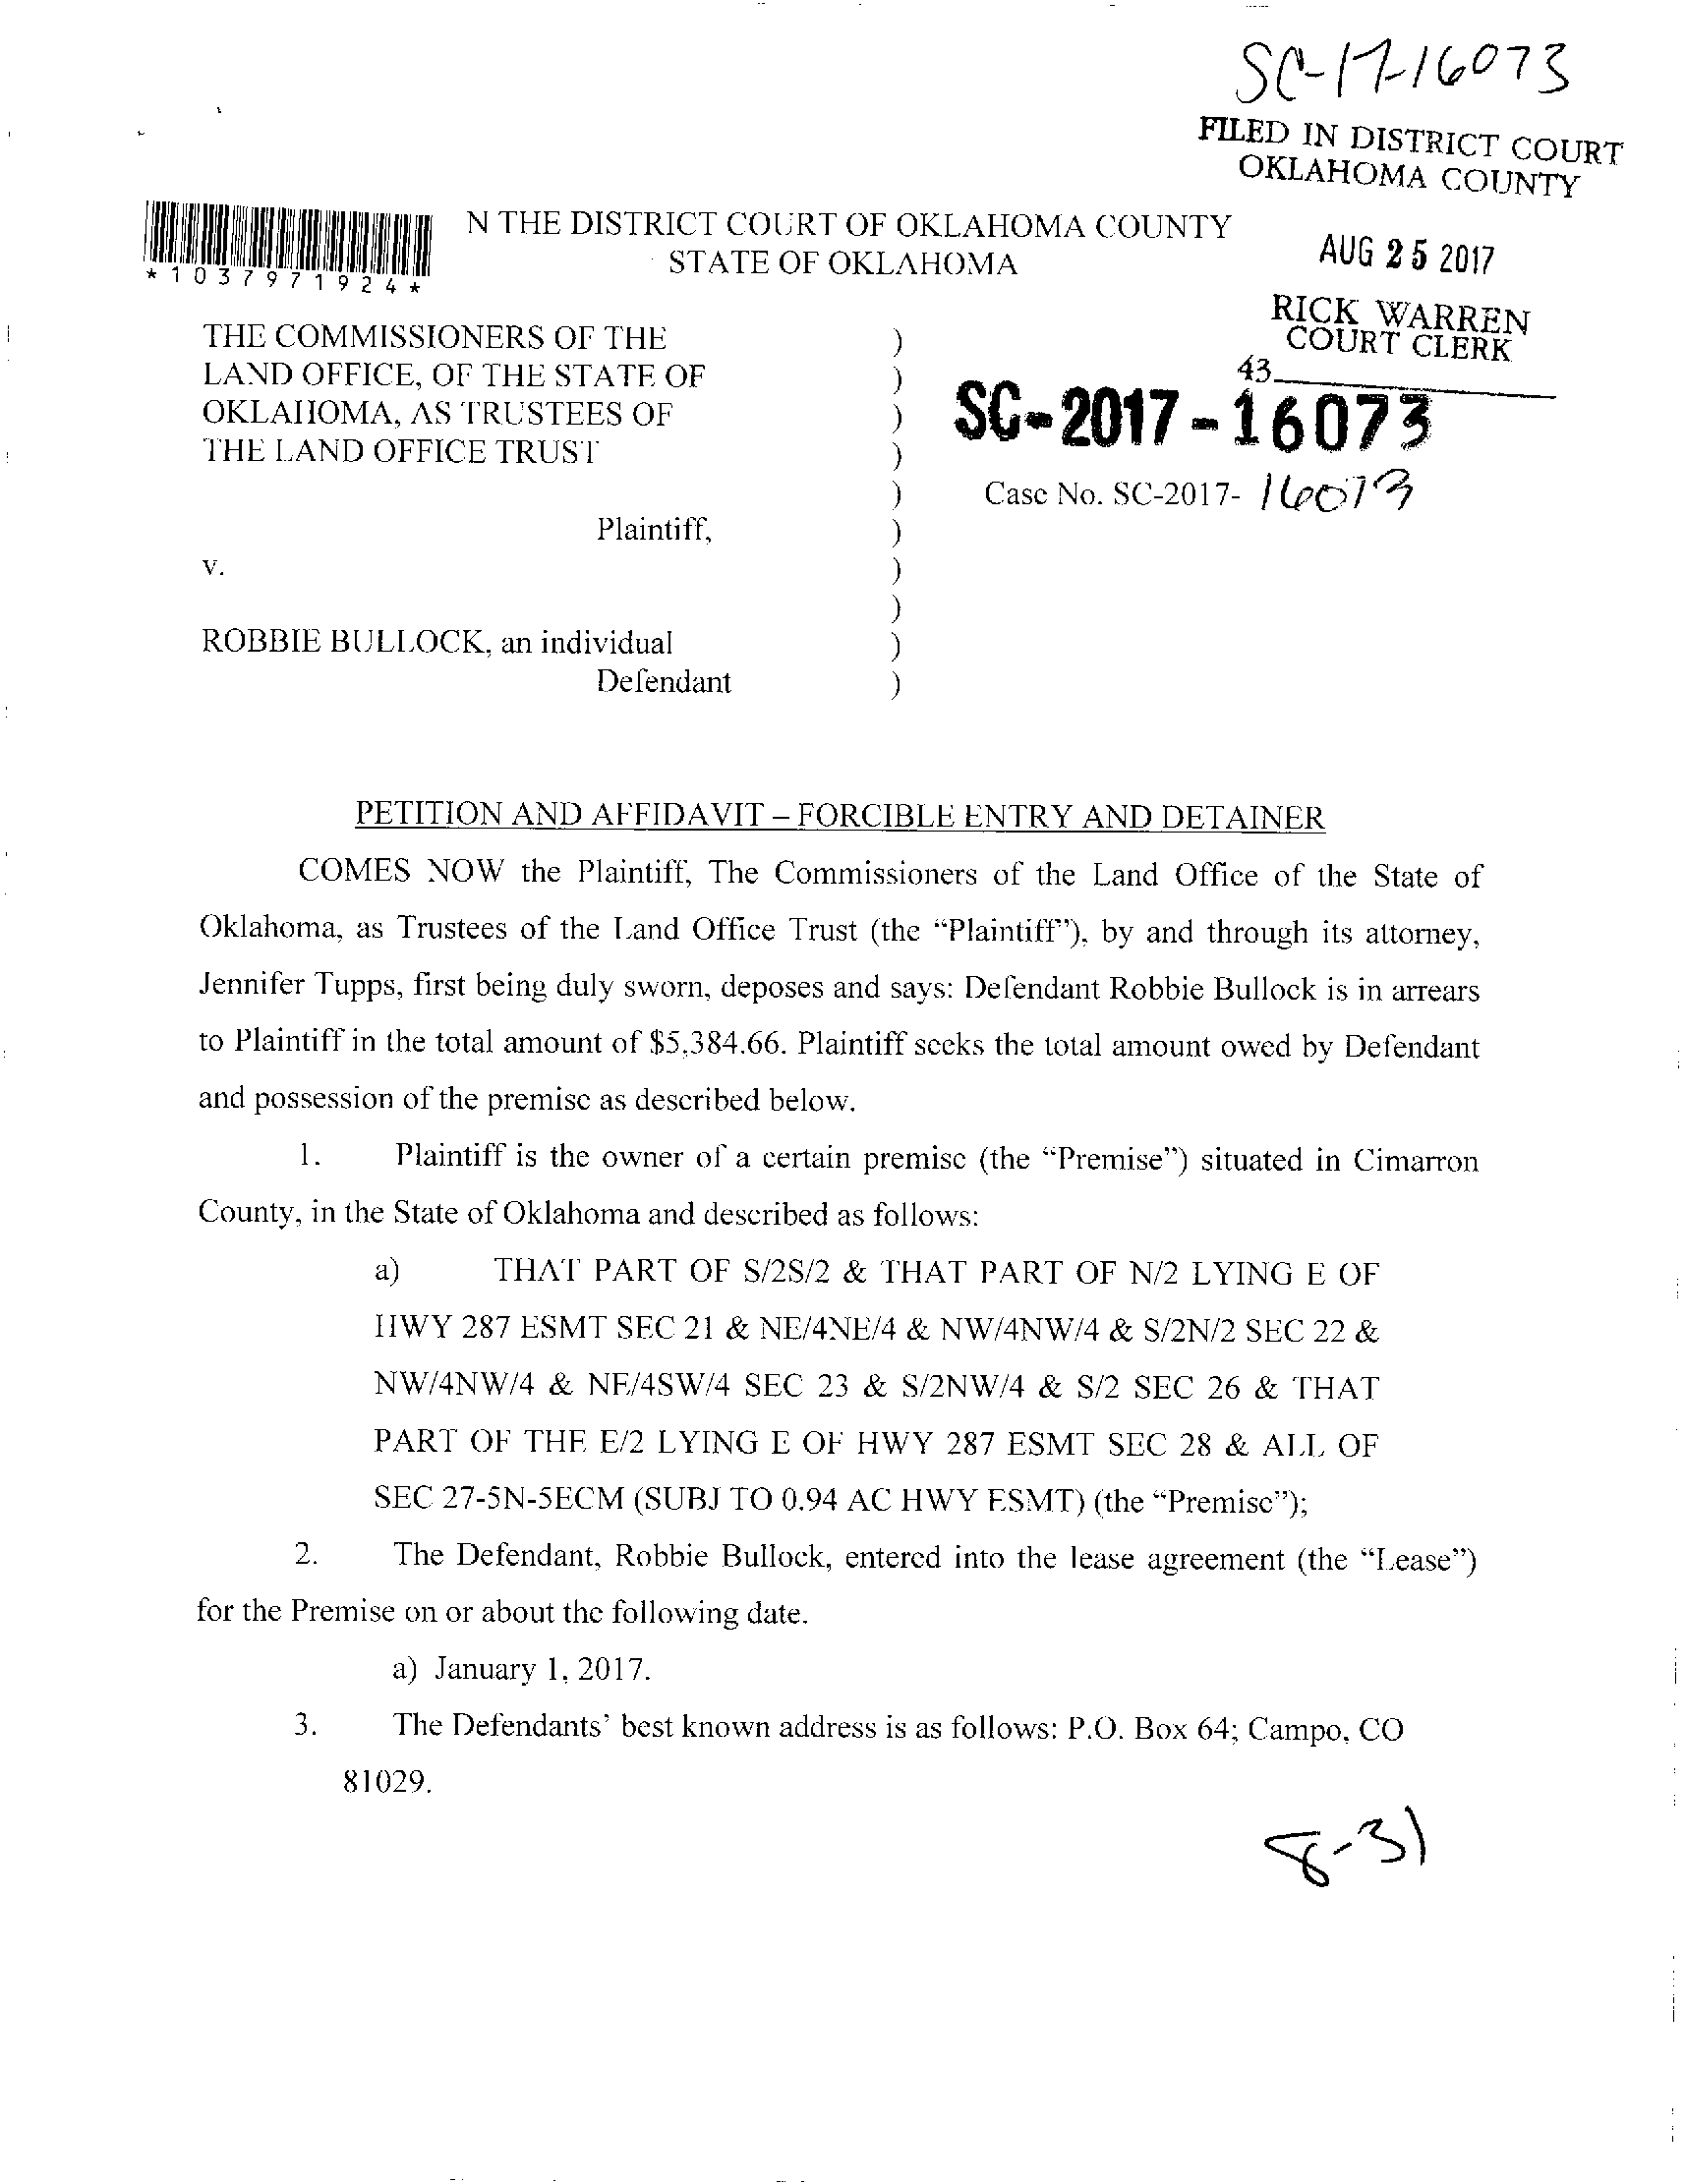 SC-17-16073
FILED IN DISTRICT COURT
OKLAHOMA COUNTY
AUG 25 2017
RICK WARREN
COURT CLERK
43
*1037971924*
N THE DISTRICT COURT OF OKLAHOMA COUNTY
STATE OF OKLAHOMA
THE COMMISSIONERS OF THE )
LAND OFFICE, OF THE STATE OF )
OKLAHOMA, AS TRUSTEES OF )
THE LAND OFFICE TRUST )
SC-2017-16073
) Case No. SC-2017- 16073
Plaintiff, )
v. )
)
ROBBIE BULLOCK, an individual )
Defendant )
PETITION AND AFFIDAVIT – FORCIBLE ENTRY AND DETAINER
COMES NOW the Plaintiff, The Commissioners of the Land Office of the State of
Oklahoma, as Trustees of the Land Office Trust (the “Plaintiff”), by and through its attorney,
Jennifer Tupps, first being duly sworn, deposes and says: Defendant Robbie Bullock is in arrears
to Plaintiff in the total amount of $5,384.66. Plaintiff seeks the total amount owed by Defendant
and possession of the premise as described below.
1. Plaintiff is the owner of a certain premise (the “Premise”) situated in Cimarron
County, in the State of Oklahoma and described as follows:
a) THAT PART OF S/2S/2 & THAT PART OF N/2 LYING E OF
HWY 287 ESMT SEC 21 & NE/4NE/4 & NW/4NW/4 & S/2N/2 SEC 22 &
NW/4NW/4 & NE/4SW/4 SEC 23 & S/2NW/4 & S/2 SEC 26 & THAT
PART OF THE E/2 LYING E OF HWY 287 ESMT SEC 28 & ALL OF
SEC 27-5N-5ECM (SUBJ TO 0.94 AC HWY ESMT) (the “Premise”);
2. The Defendant, Robbie Bullock, entered into the lease agreement (the “Lease”)
for the Premise on or about the following date.
a) January 1, 2017.
3. The Defendants’ best known address is as follows: P.O. Box 64; Campo, CO
81029.
8-31